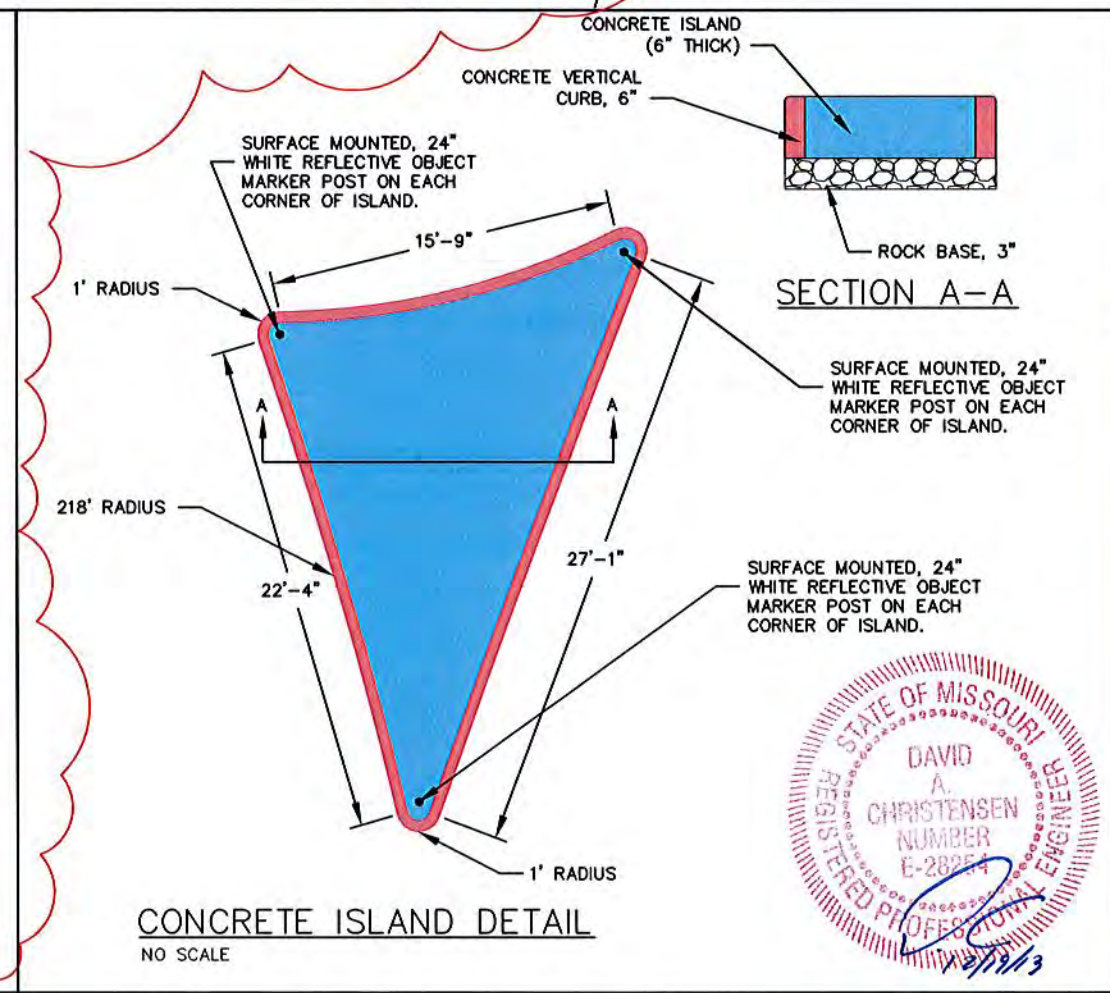 CONCRETE ISLAND
(6" THICK)
CONCRETE VERTICAL
CURB, 6"
ROCK BASE, 3"
SECTION A-A
SURFACE MOUNTED, 24"
WHITE REFLECTIVE OBJECT
MARKER POST ON EACH
CORNER OF ISLAND.
15'-9"
1' RADIUS
SURFACE MOUNTED, 24"
WHITE REFLECTIVE OBJECT
MARKER POST ON EACH
CORNER OF ISLAND.
A
A
218' RADIUS
22'-4"
27'-1"
SURFACE MOUNTED, 24"
WHITE REFLECTIVE OBJECT
MARKER POST ON EACH
CORNER OF ISLAND.
1' RADIUS
CONCRETE ISLAND DETAIL
NO SCALE
STATE OF MISSOURI
DAVID
A.
CHRISTENSEN
NUMBER
E-28254
REGISTERED PROFESSIONAL ENGINEER
12/19/13